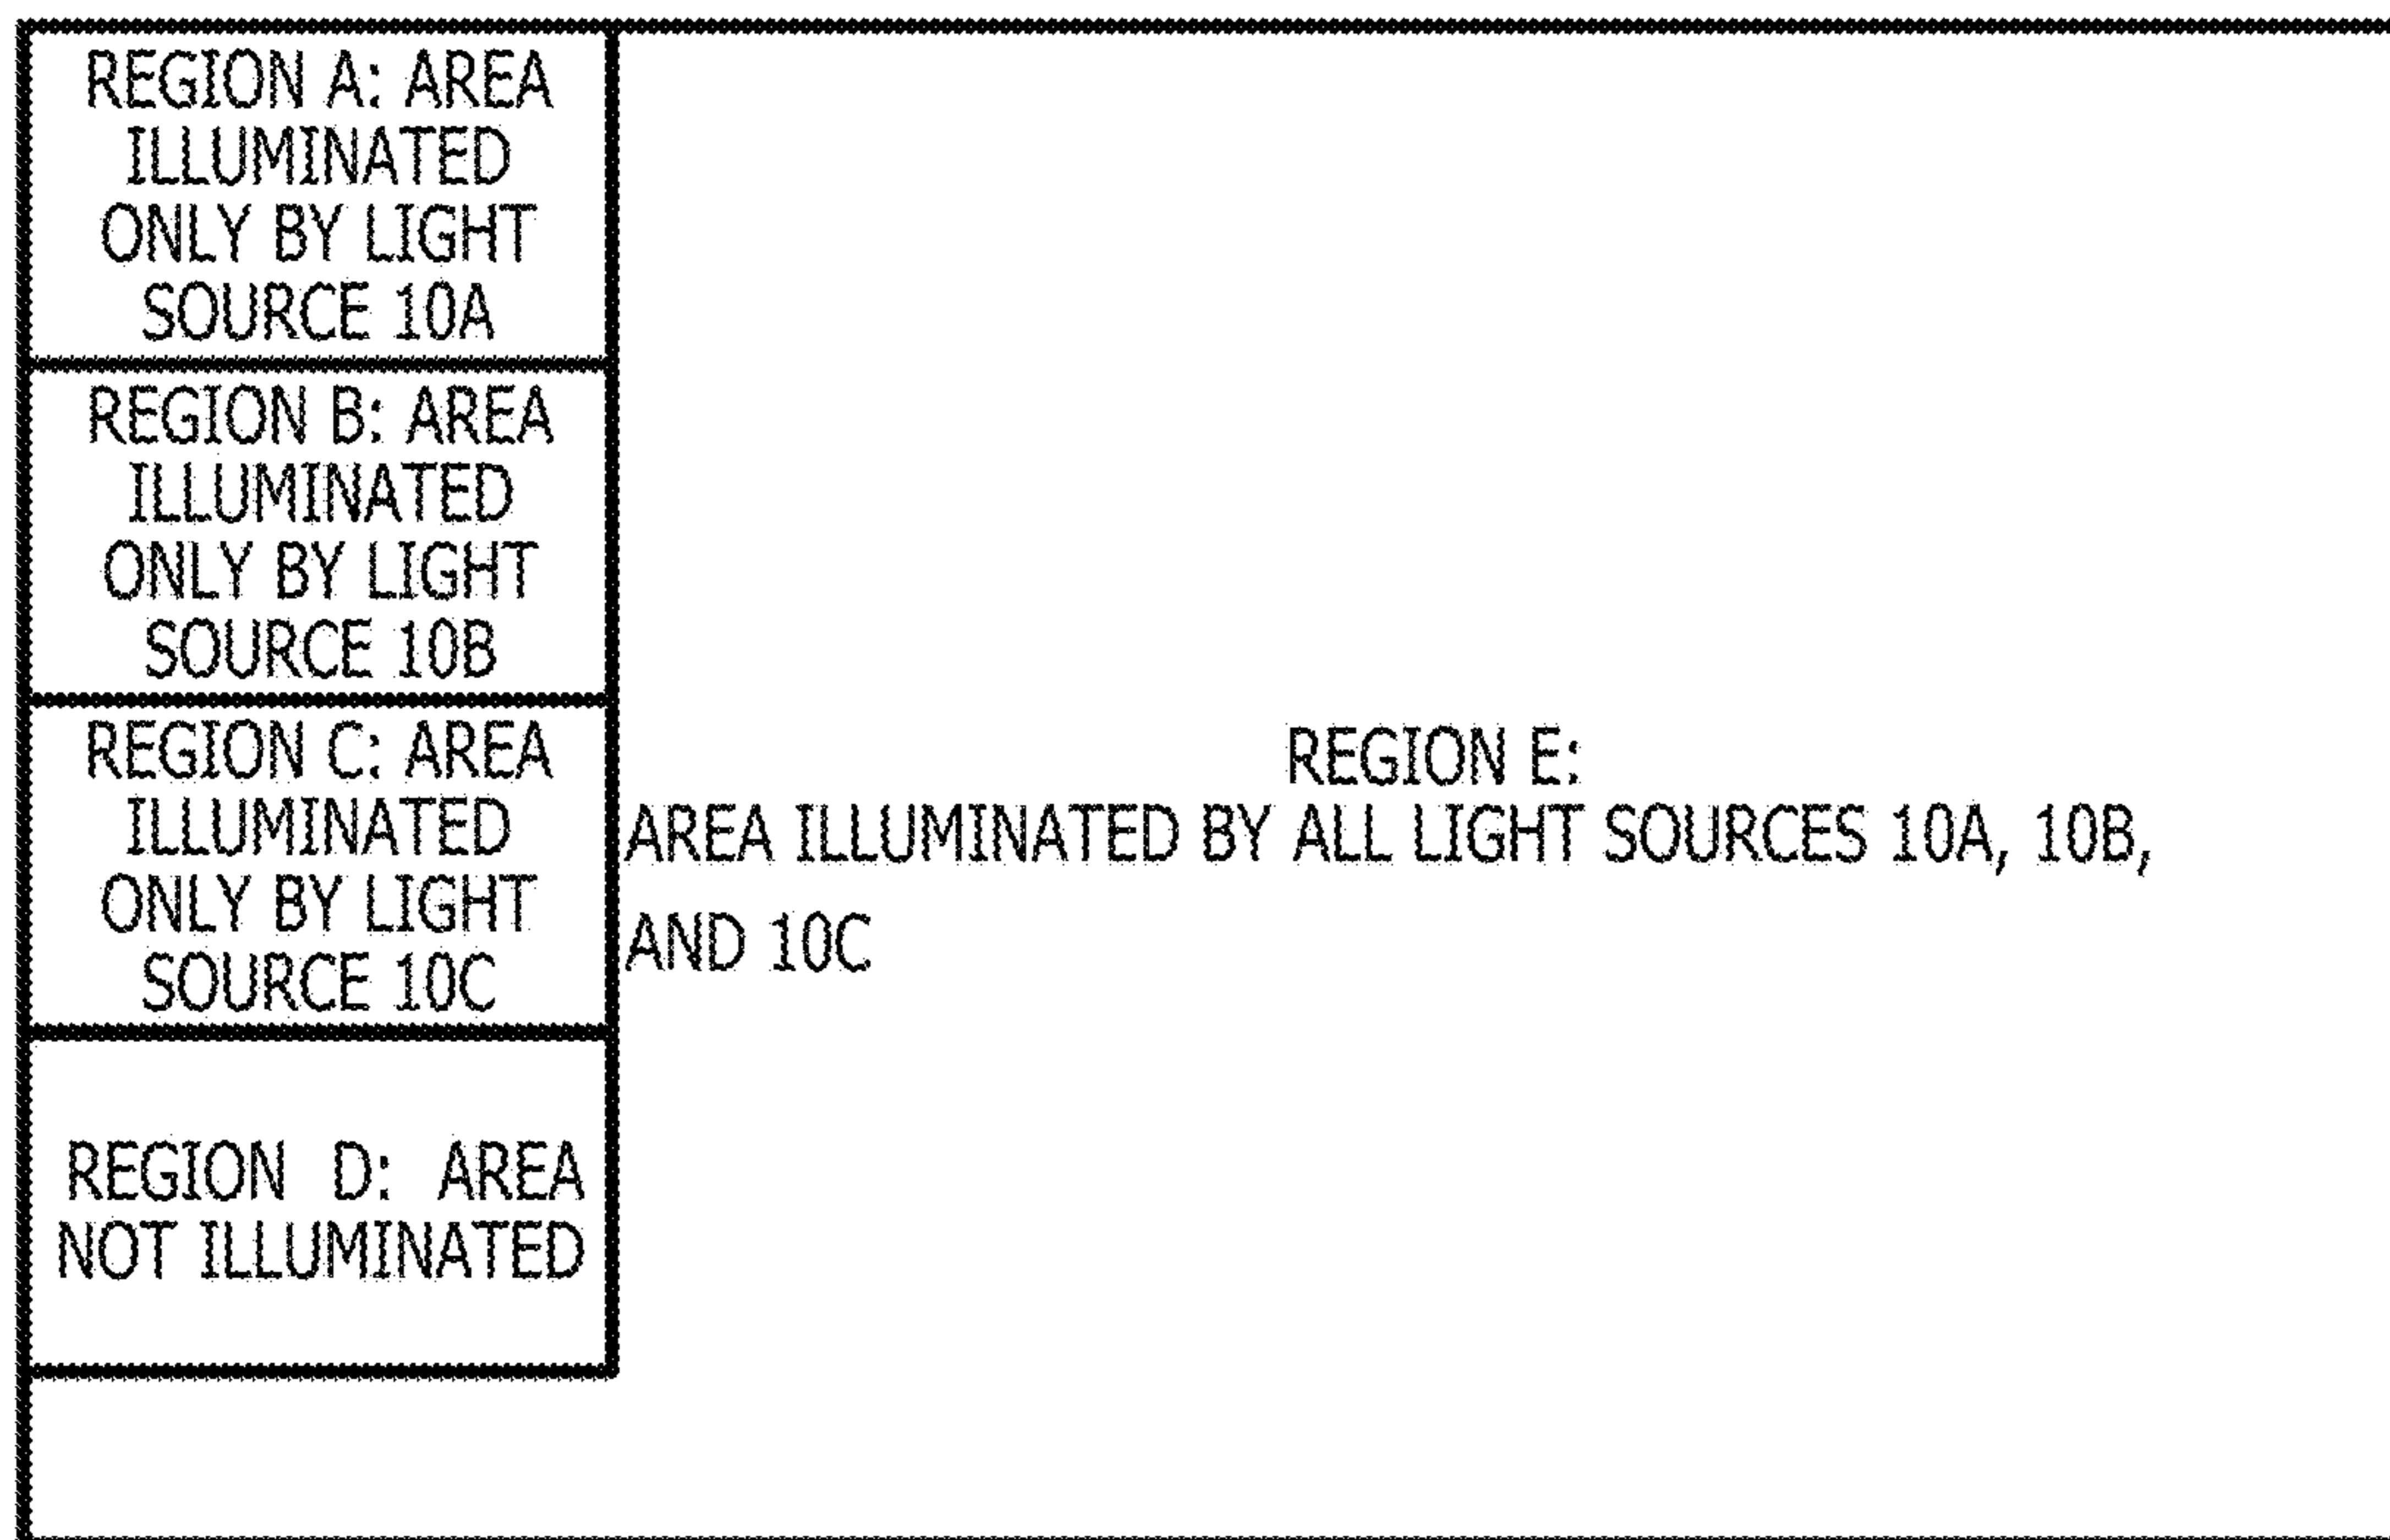 REGION A: AREA
ILLUMINATED
ONLY BY LIGHT
SOURCE 10A
REGION B: AREA
ILLUMINATED
ONLY BY LIGHT
SOURCE 10B
REGION C: AREA
ILLUMINATED
ONLY BY LIGHT
SOURCE 10C
REGION D: AREA
NOT ILLUMINATED
REGION E:
AREA ILLUMINATED BY ALL LIGHT SOURCES 10A, 10B,
AND 10C